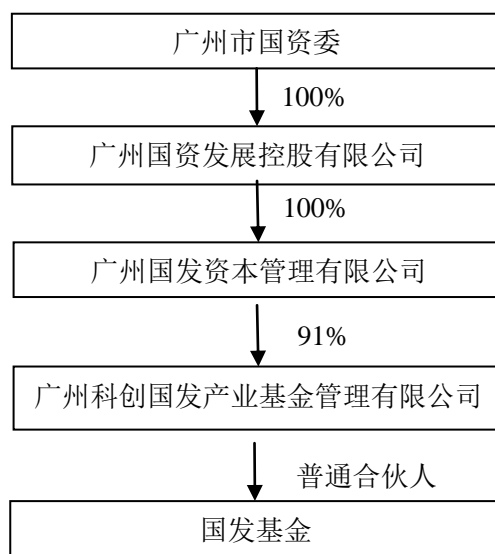 广州市国资委
100%
广州国资发展控股有限公司
100%
广州国发资本管理有限公司
91%
广州科创国发产业基金管理有限公司
普通合伙人
国发基金